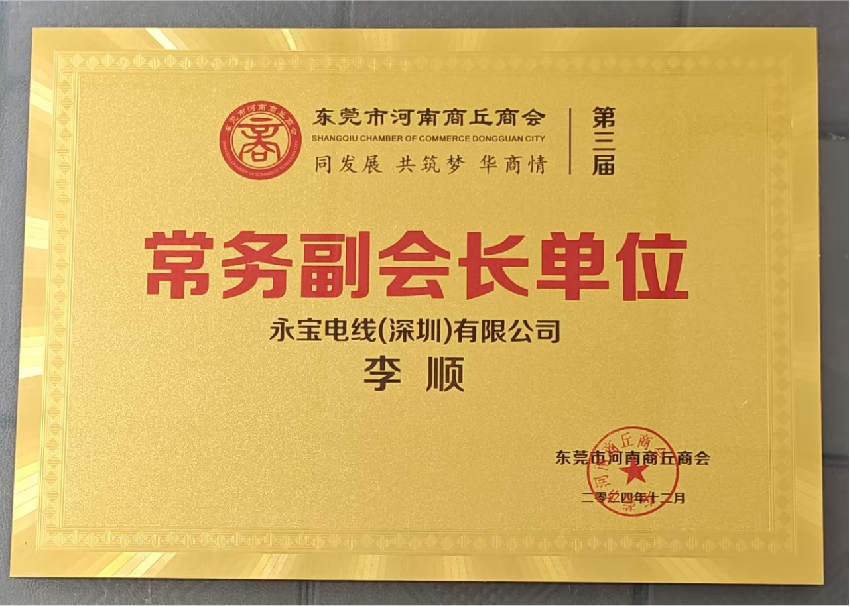 东莞市河南商丘商会
SHANGQIU CHAMBER OF COMMERCE DONGGUAN CITY
同发展 共筑梦 华商情
第三届
常务副会长单位
永宝电线(深圳)有限公司
李 顺
东莞市河南商丘商会
二零二四年十二月